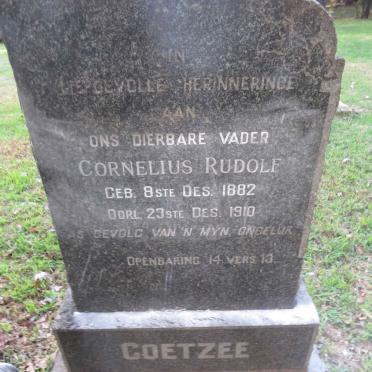 IN
LIEFDEVOLLE HERINNERINGE
AAN
ONS DIERBARE VADER
CORNELIUS RUDOLF
GEB. 8STE DES. 1882
OORL. 23STE DES. 1910
AS GEVOLG VAN 'N MYN ONGELUK
OPENBARING 14 VERS 13.
COETZEE